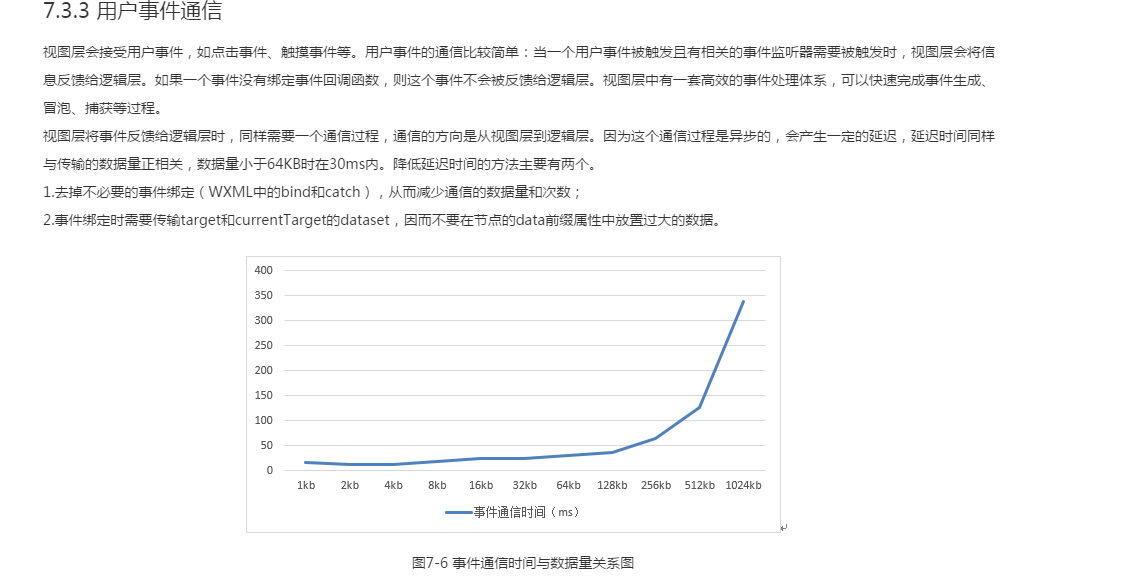 7.3.3 用户事件通信
视图层会接受用户事件，如点击事件、触摸事件等。用户事件的通信比较简单：当一个用户事件被触发且有相关的事件监听器需要被触发时，视图层会将信
息反馈给逻辑层。如果一个事件没有绑定事件回调函数，则这个事件不会被反馈给逻辑层。视图层中有一套高效的事件处理体系，可以快速完成事件生成、
冒泡、捕获等过程。
视图层将事件反馈给逻辑层时，同样需要一个通信过程，通信的方向是从视图层到逻辑层。因为这个通信过程是异步的，会产生一定的延迟，延迟时间同样
与传输的数据量正相关，数据量小于64KB时在30ms内。降低延迟时间的方法主要有两个。
1.去掉不必要的事件绑定（WXML中的bind和catch），从而减少通信的数据量和次数；
2.事件绑定时需要传输target和currentTarget的dataset，因而不要在节点的data前缀属性中放置过大的数据。
400
350
300
250
200
150
100
50
0
1kb 2kb 4kb 8kb 16kb 32kb 64kb 128kb 256kb 512kb 1024kb
事件通信时间（ms）
图7-6 事件通信时间与数据量关系图